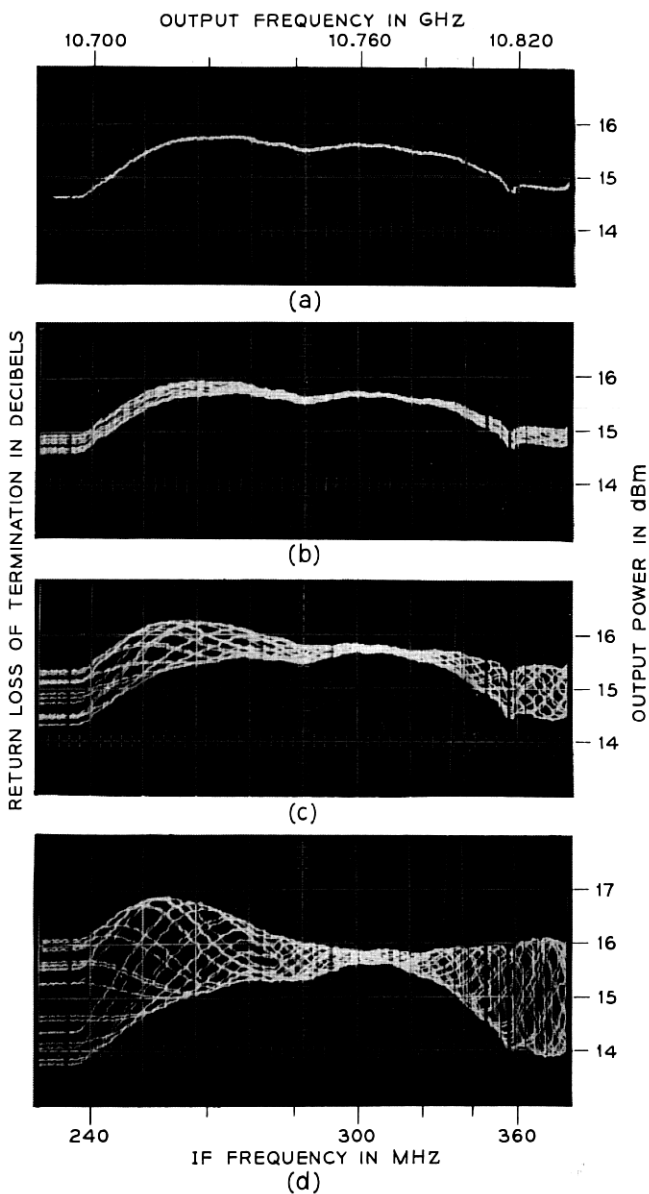 OUTPUT FREQUENCY IN GHZ
10.700 10.760 10.820
16
15
14
(a)
16
15
14
(b)
RETURN LOSS OF TERMINATION IN DECIBELS
OUTPUT POWER IN dBm
16
15
14
(c)
17
16
15
14
240 300 360
IF FREQUENCY IN MHZ
(d)